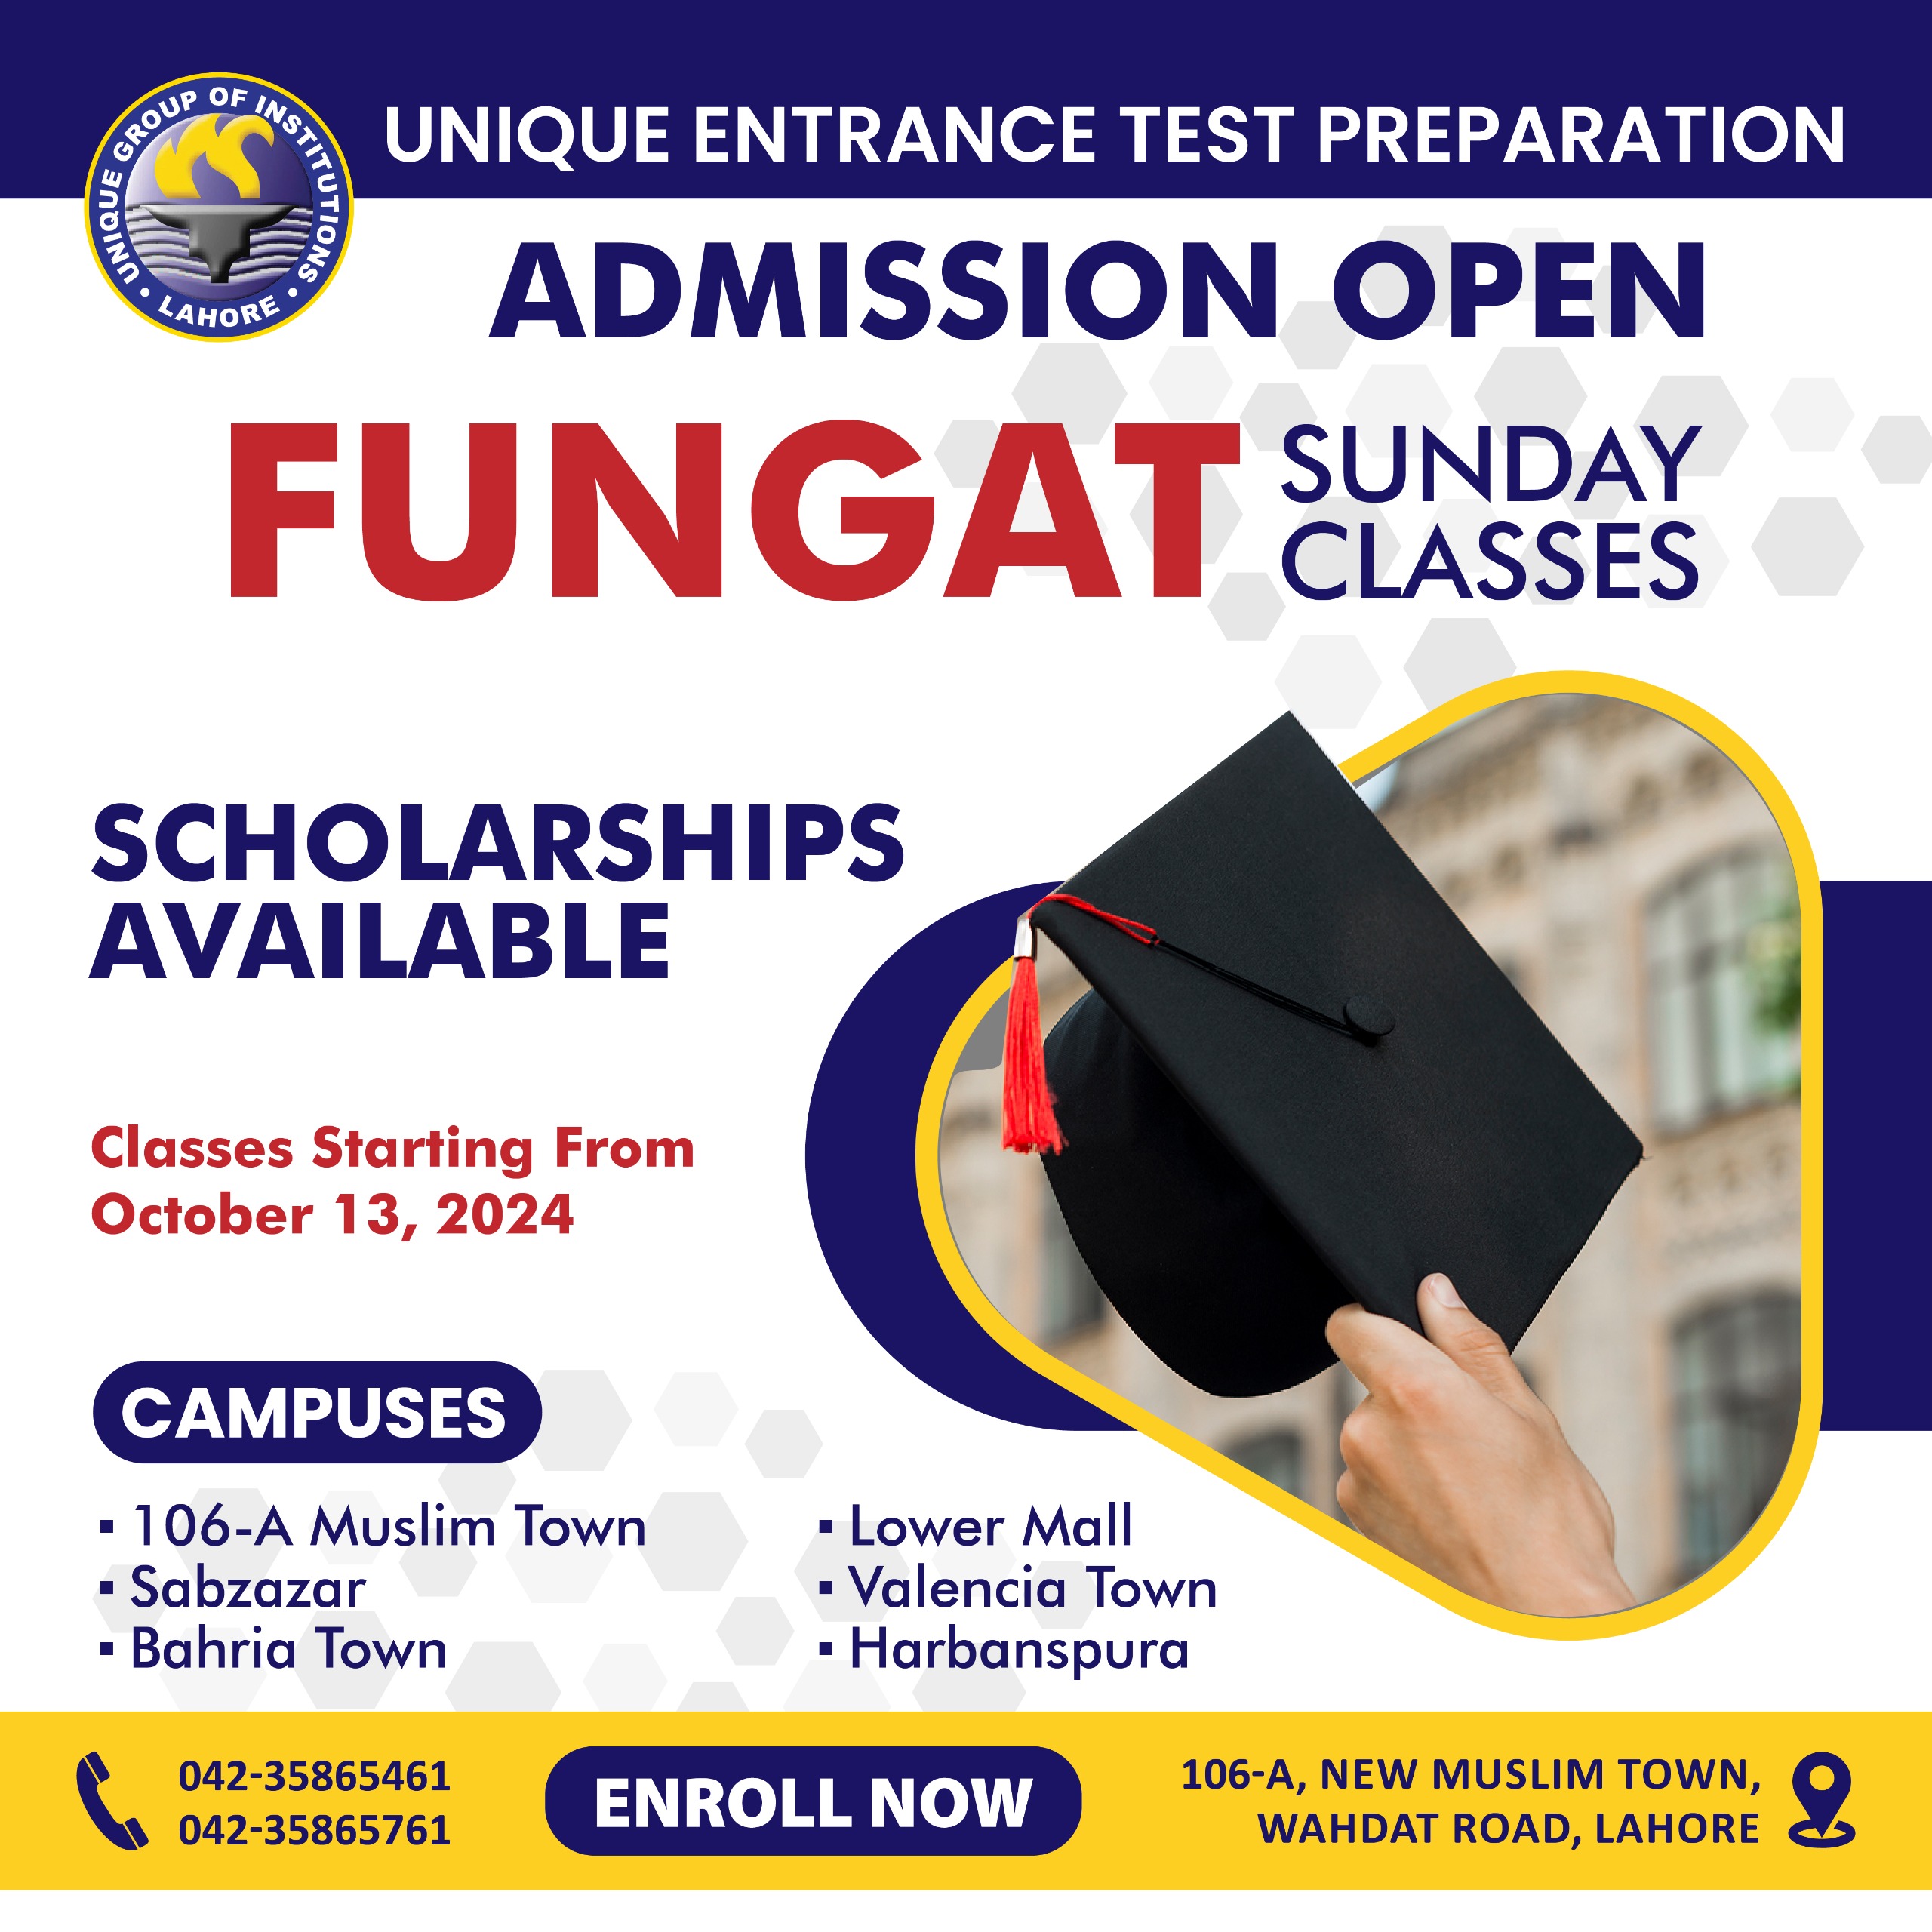 UNIQUE GROUP OF INSTITUTIONS
• LAHORE •
UNIQUE ENTRANCE TEST PREPARATION
ADMISSION OPEN
FUNGAT
SUNDAY
CLASSES
SCHOLARSHIPS
AVAILABLE
Classes Starting From
October 13, 2024
CAMPUSES
▪ 106-A Muslim Town
▪ Sabzazar
▪ Bahria Town
▪ Lower Mall
▪ Valencia Town
▪ Harbanspura
042-35865461
042-35865761
ENROLL NOW
106-A, NEW MUSLIM TOWN,
WAHDAT ROAD, LAHORE